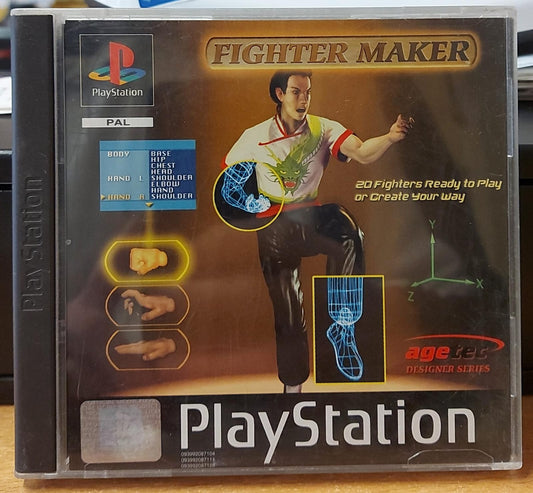 FIGHTER MAKER
PlayStation
PAL
BODY BASE
HIP
CHEST
HEAD
HAND L SHOULDER
ELBOW
HAND
HAND R SHOULDER
20 Fighters Ready to Play
or Create Your Way
Y
X
Z
agetec
DESIGNER SERIES
PlayStation
PlayStation
093992087104